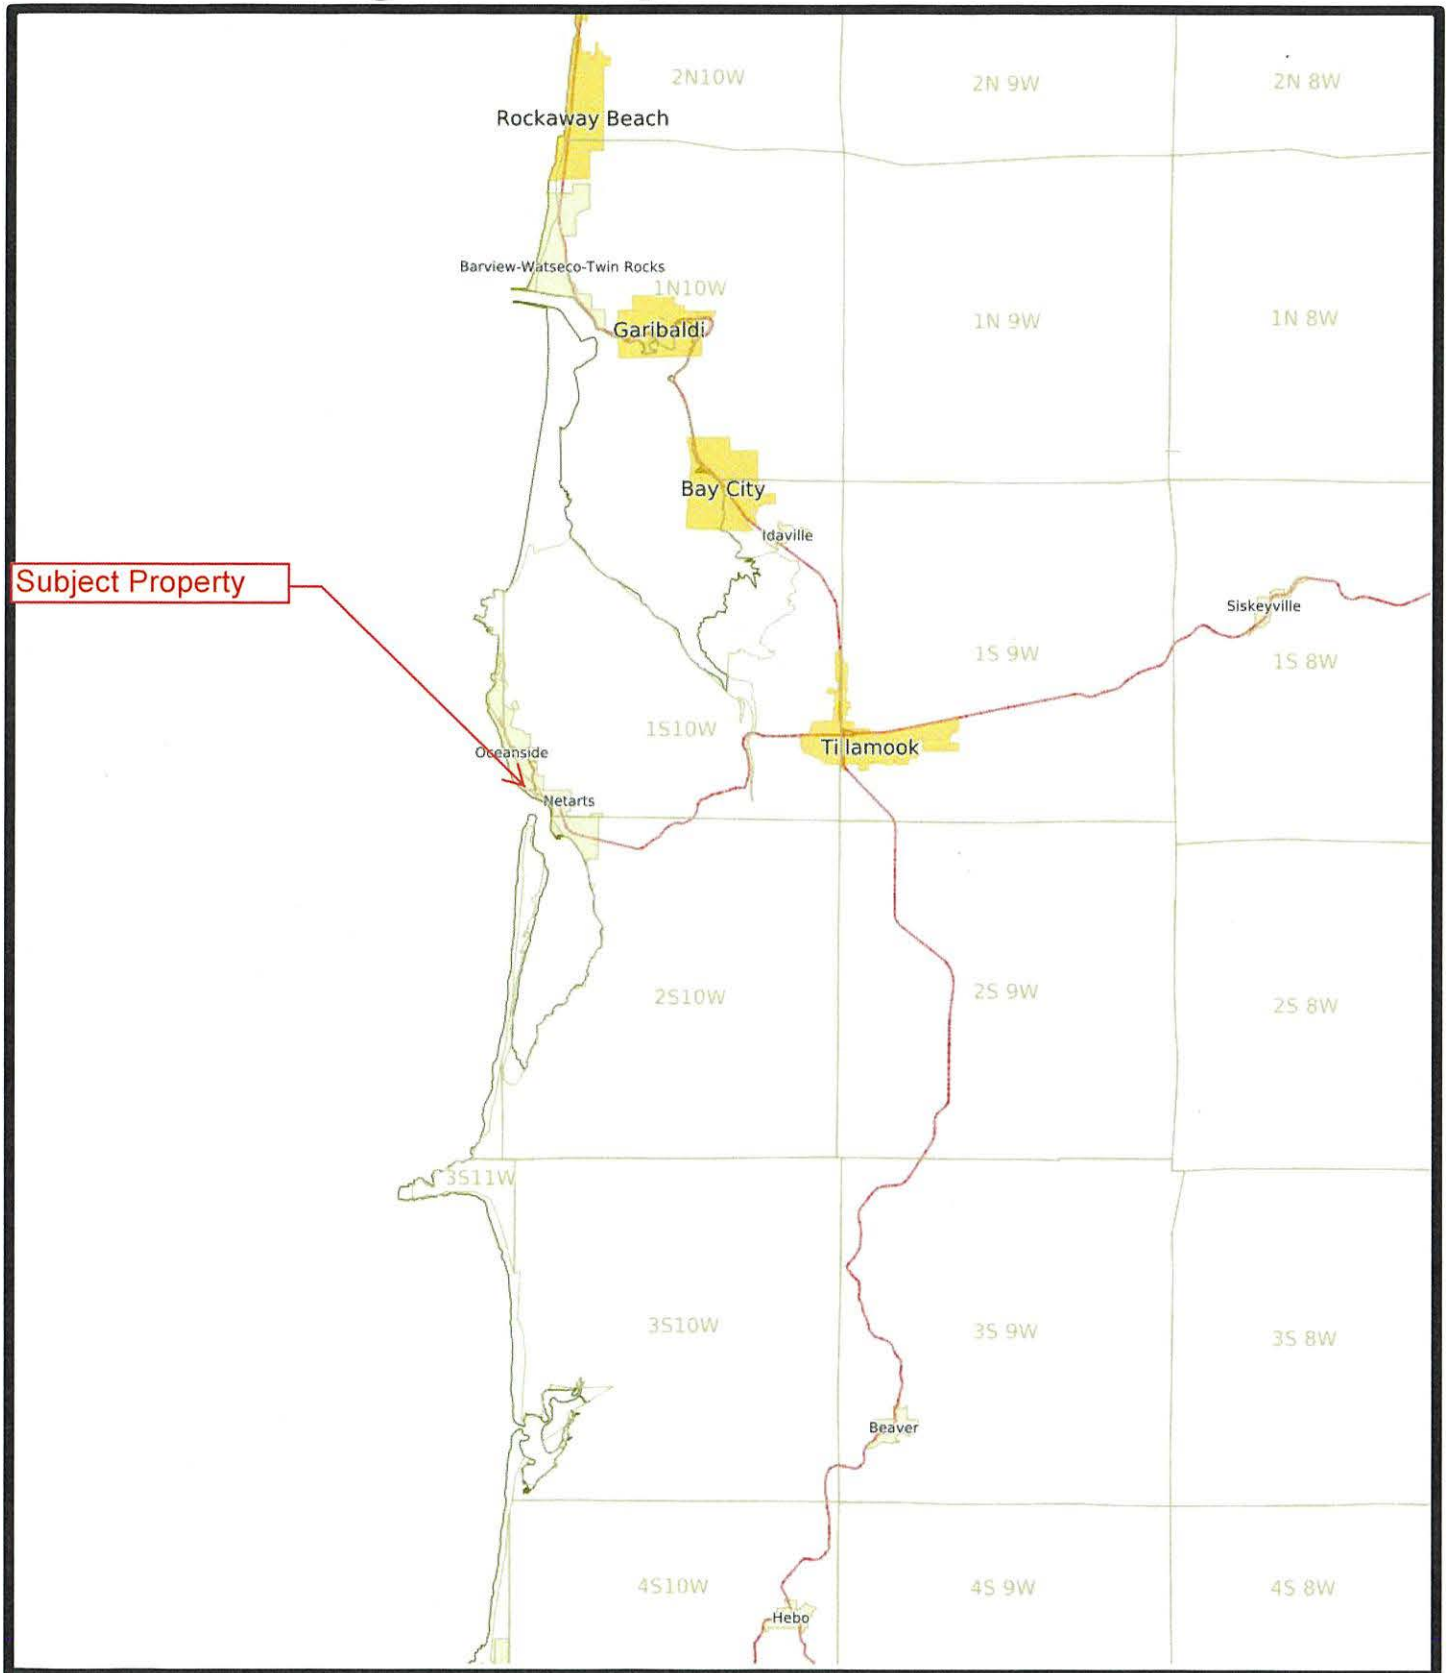 2N10W
2N 9W
2N 8W
Rockaway Beach
Barview-Watseco-Twin Rocks
1N10W
Garibaldi
1N 9W
1N 8W
Bay City
Idaville
Subject Property
Siskeyville
1S 9W
1S 8W
1S10W
Oceanside
Tillamook
Netarts
2S10W
2S 9W
2S 8W
3S11W
3S10W
3S 9W
3S 8W
Beaver
4S10W
4S 9W
4S 8W
Hebo